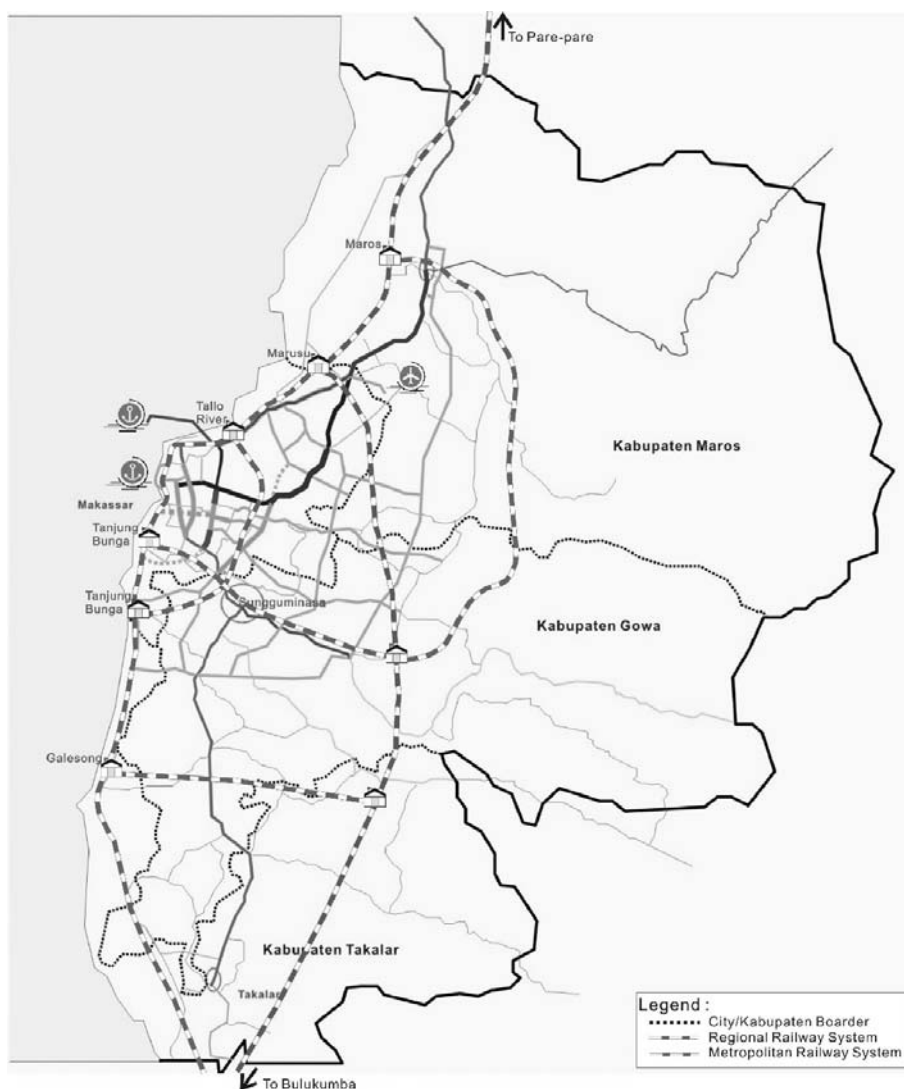 To Pare-pare
Maros
Marusu
Tallo
River
Kabupaten Maros
Makassar
Tanjung
Bunga
Tanjung
Bunga
Sungguminasa
Kabupaten Gowa
Galesong
Kabupaten Takalar
Takalar
Legend :
City/Kabupaten Boarder
Regional Railway System
Metropolitan Railway System
To Bulukumba